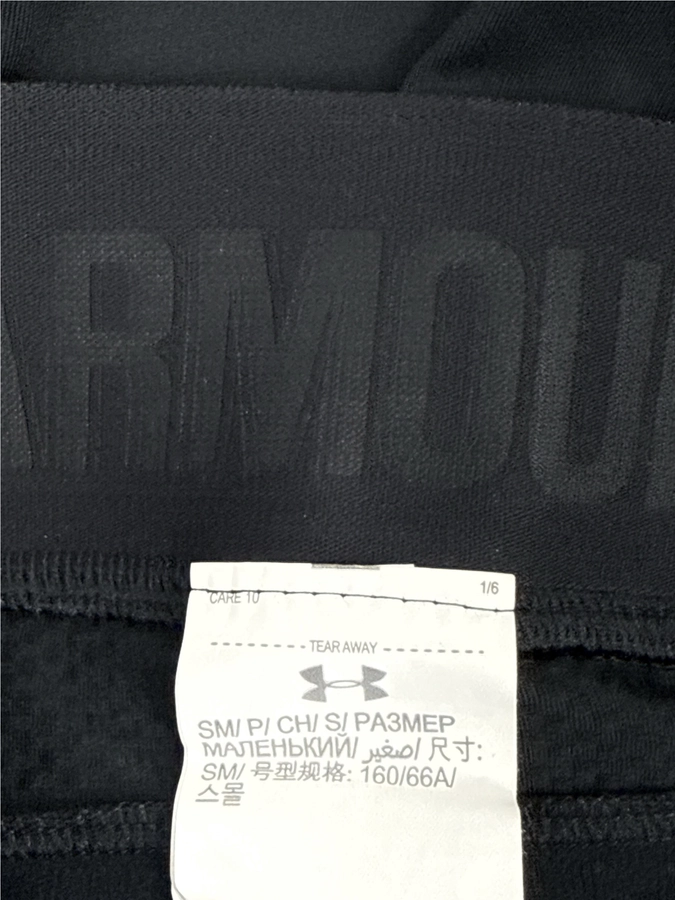 ARMOU
CARE 10
1/6
TEAR AWAY
SM/ P/ CH/ S/ РАЗМЕР
МАЛЕНЬКИЙ/ صغير/ 尺寸:
SM/ 号型规格: 160/66A/
스몰